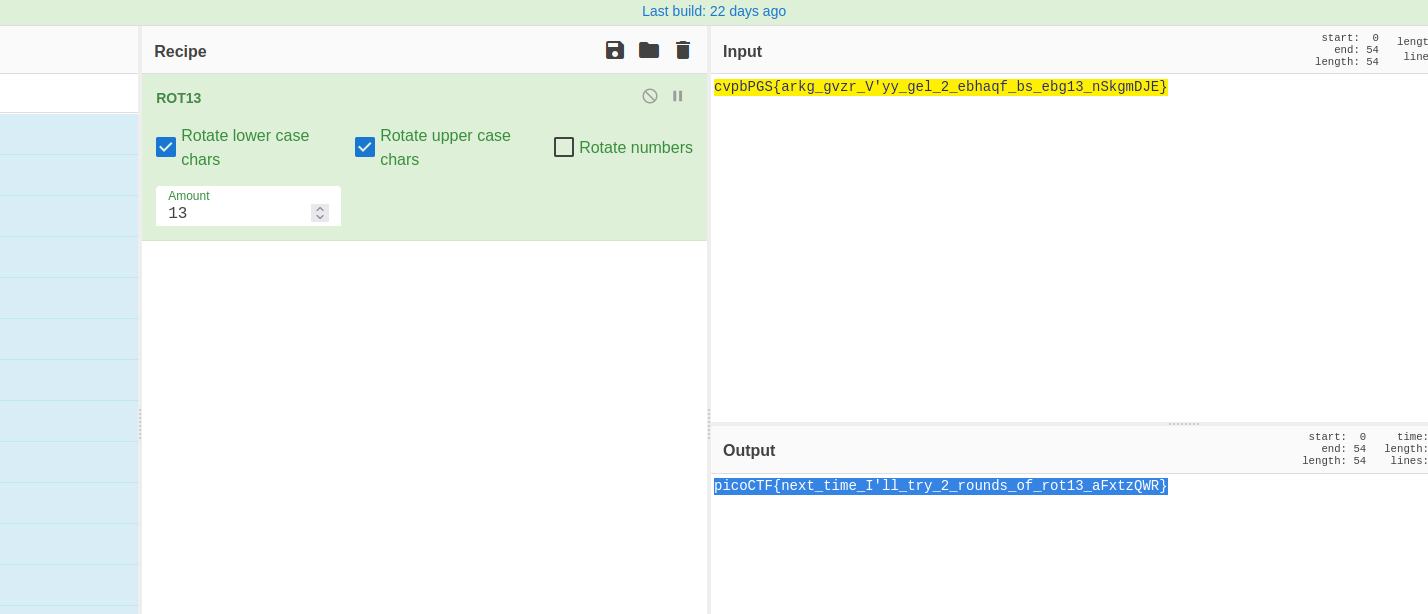 Last build: 22 days ago
Recipe
ROT13
Rotate lower case
chars
Rotate upper case
chars
Rotate numbers
Amount
13
Input
start: 0
end: 54
length: 54
cvpbPGS{arkg_gvzr_V'yy_gel_2_ebhaqf_bs_ebg13_nSkgmDJE}
Output
start: 0
end: 54
length: 54
time:
length:
lines:
picoCTF{next_time_I'll_try_2_rounds_of_rot13_aFxtzQWR}